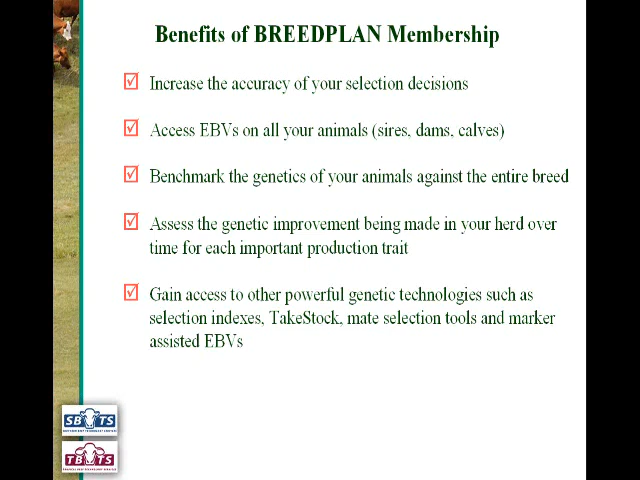 Benefits of BREEDPLAN Membership
Increase the accuracy of your selection decisions
Access EBVs on all your animals (sires, dams, calves)
Benchmark the genetics of your animals against the entire breed
Assess the genetic improvement being made in your herd over
time for each important production trait
Gain access to other powerful genetic technologies such as
selection indexes, TakeStock, mate selection tools and marker
assisted EBVs
SBTS
TBTS